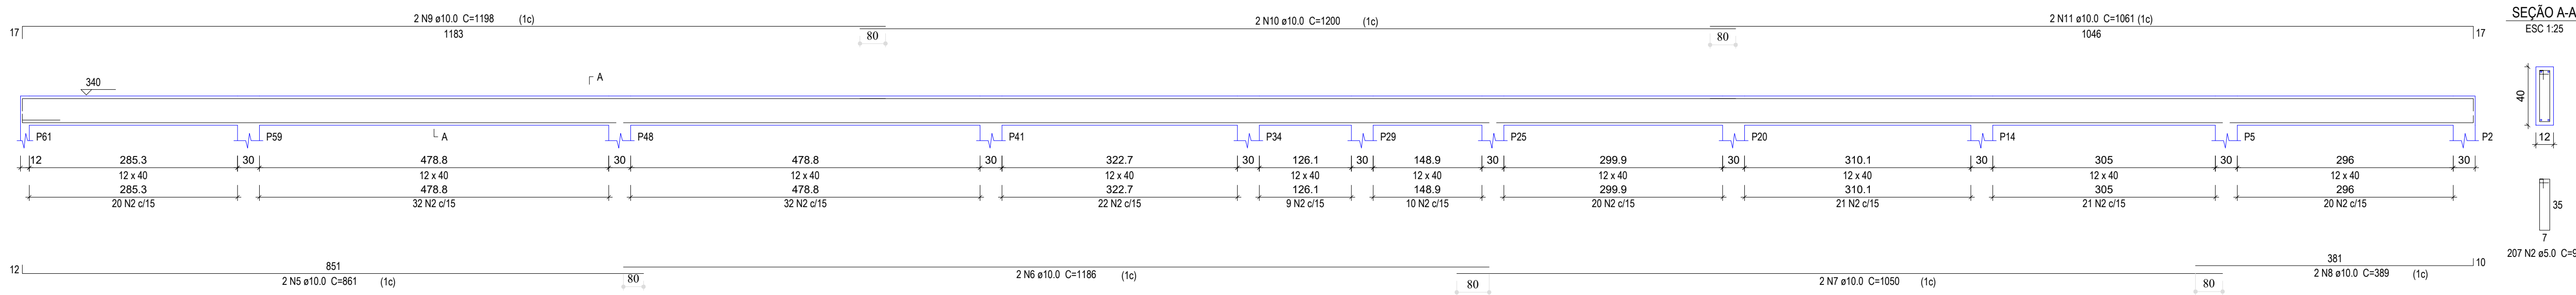 2 N9 ø10.0 C=1198 (1c)
2 N10 ø10.0 C=1200 (1c)
2 N11 ø10.0 C=1061 (1c)
SEÇÃO A-A
ESC 1:25
17 1183 80 80 1046 17
340
A
40
P61 P59 A P48 P41 P34 P29 P25 P20 P14 P5 P2
12
12 285.3 30 478.8 30 478.8 30 322.7 30 126.1 30 148.9 30 299.9 30 310.1 30 305 30 296 30
12 x 40 12 x 40 12 x 40 12 x 40 12 x 40 12 x 40 12 x 40 12 x 40 12 x 40 12 x 40
285.3 478.8 478.8 322.7 126.1 148.9 299.9 310.1 305 296
20 N2 c/15 32 N2 c/15 32 N2 c/15 22 N2 c/15 9 N2 c/15 10 N2 c/15 20 N2 c/15 21 N2 c/15 21 N2 c/15 20 N2 c/15
35
7
207 N2 ø5.0 C=9
12 851 381 10
2 N5 ø10.0 C=861 (1c)
80
2 N6 ø10.0 C=1186 (1c)
80
2 N7 ø10.0 C=1050 (1c)
80
2 N8 ø10.0 C=389 (1c)